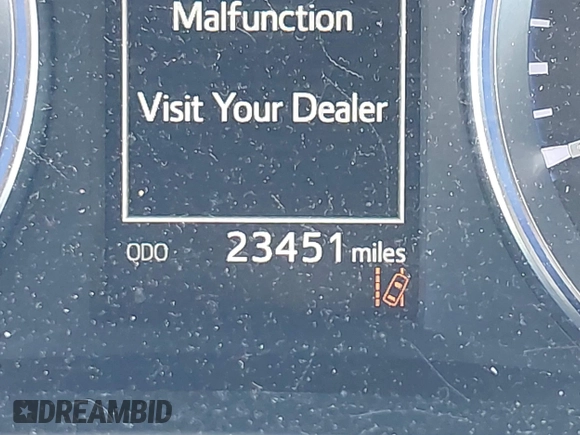 Malfunction
Visit Your Dealer
ODO 23451 miles
DREAMBID